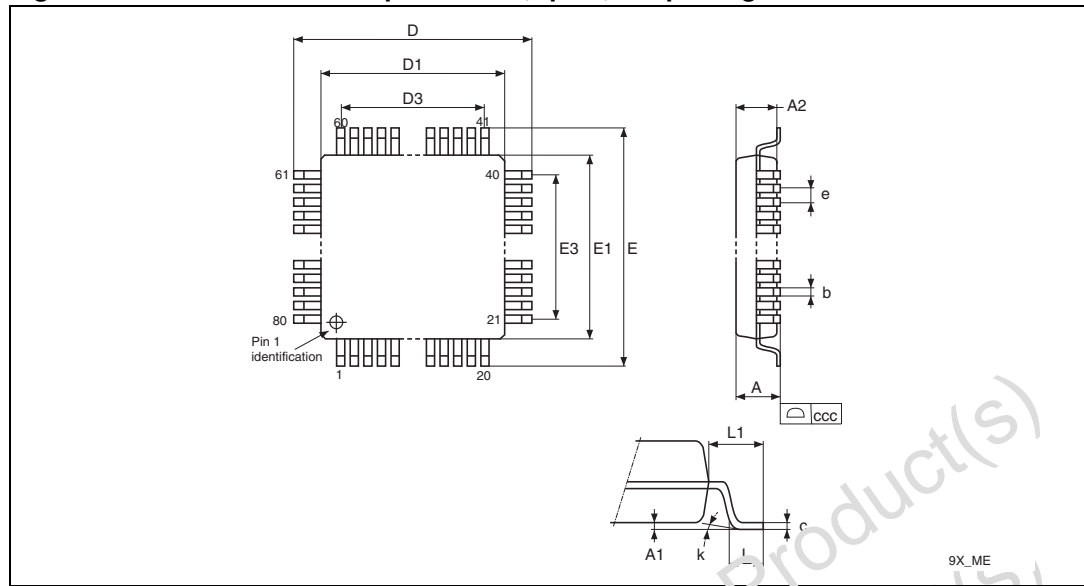 D
D1
D3
A2
60
41
61
40
e
E3
E1
E
b
80
21
Pin 1
identification
1
20
A
ccc
L1
c
A1
k
L
9X_ME
Product(s)